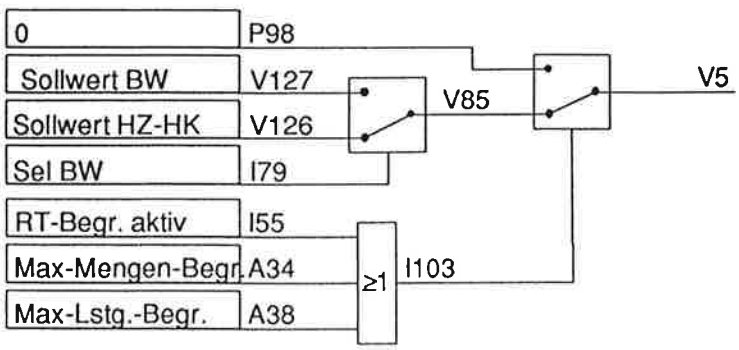 0 P98
Sollwert BW V127
V5
V85
Sollwert HZ-HK V126
Sel BW I79
RT-Begr. aktiv I55
Max-Mengen-Begr. A34
≥1
I103
Max-Lstg.-Begr. A38